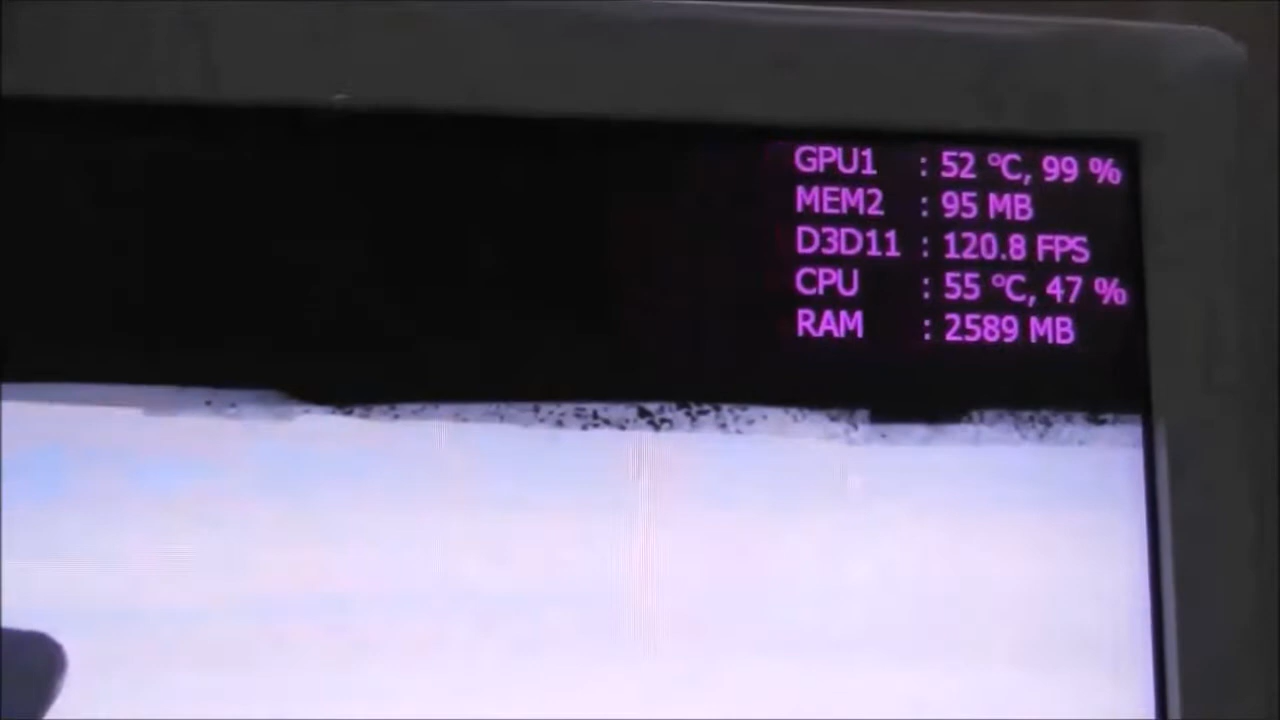 GPU1 : 52 °C, 99 %
MEM2 : 95 MB
D3D11 : 120.8 FPS
CPU : 55 °C, 47 %
RAM : 2589 MB